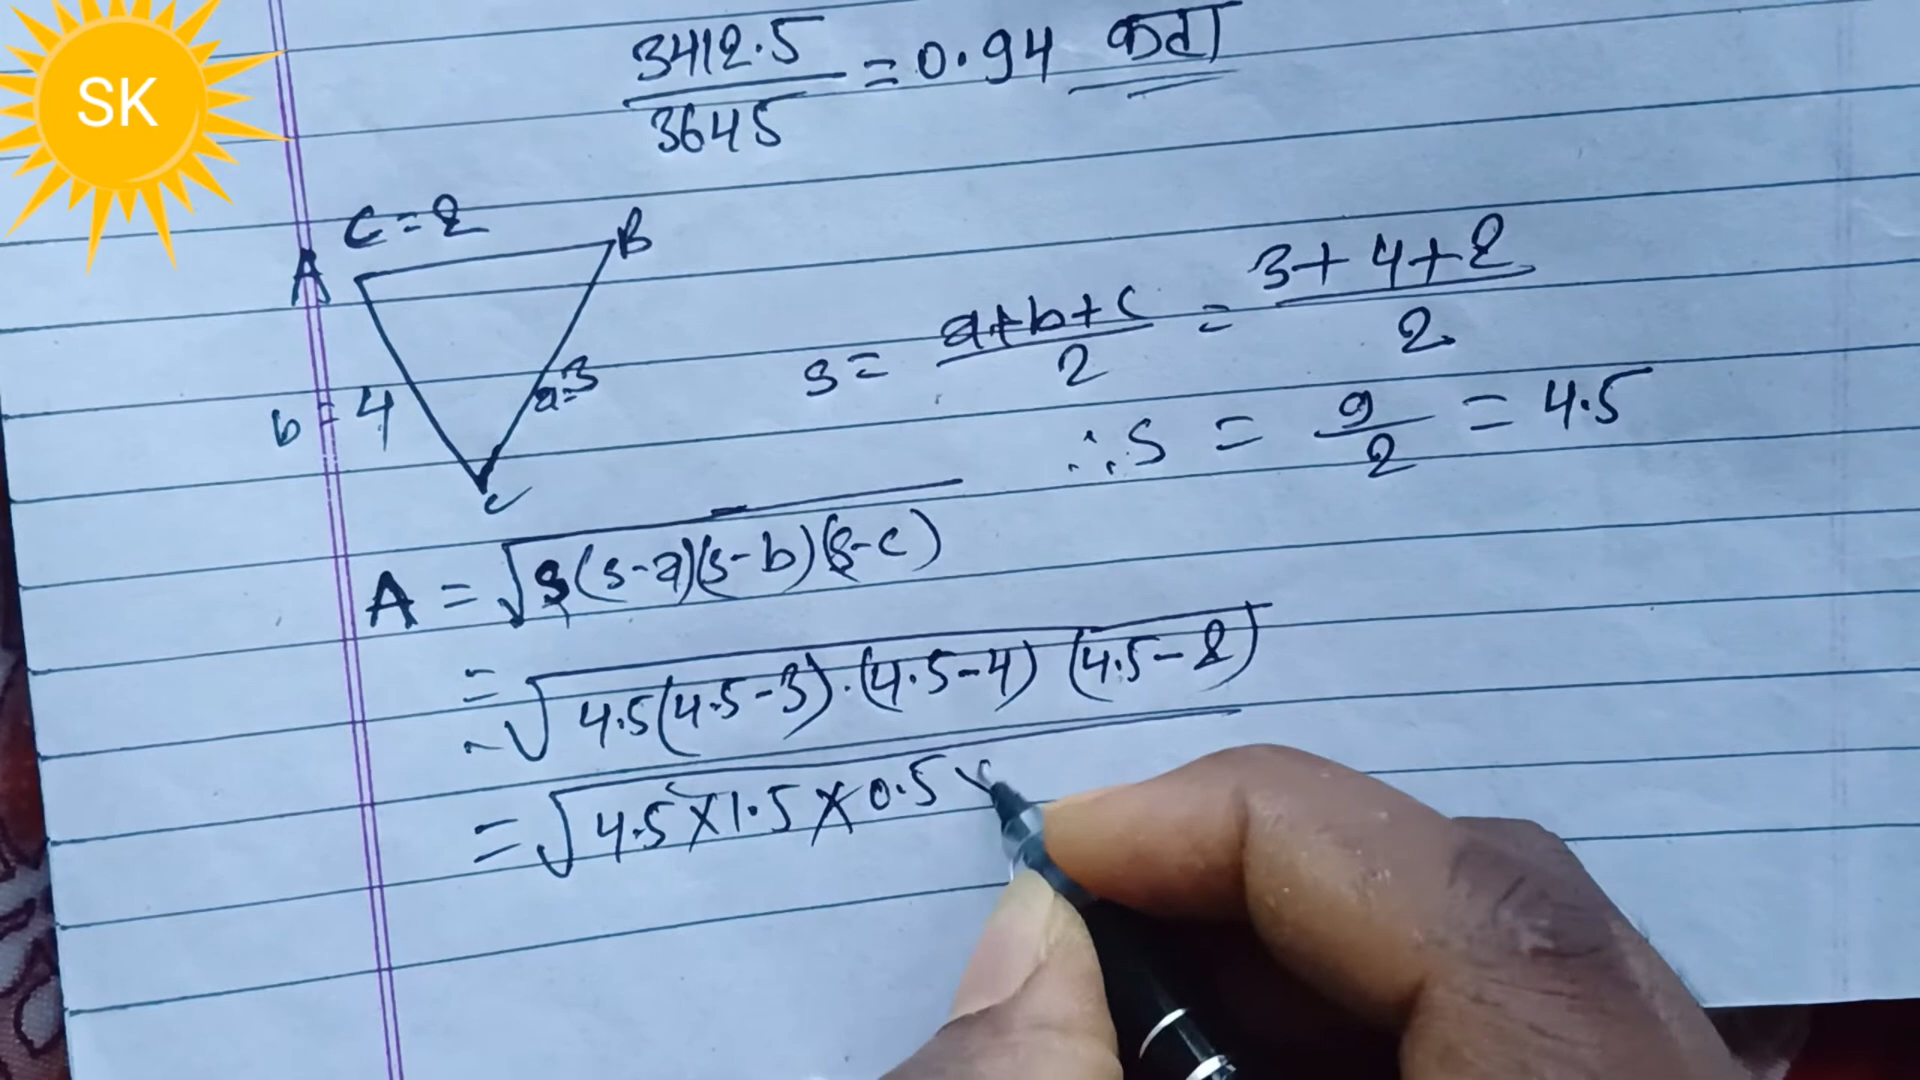 SK
3412.5
———— = 0.94 कठ्ठा
3645
C = 2
A B
b = 4
a=3
C
s = (a+b+c)/2 = (3+4+2)/2
∴ s = 9/2 = 4.5
A = √s(s-a)(s-b)(s-c)
= √4.5(4.5-3).(4.5-4) (4.5-2)
= √4.5×1.5×0.5×